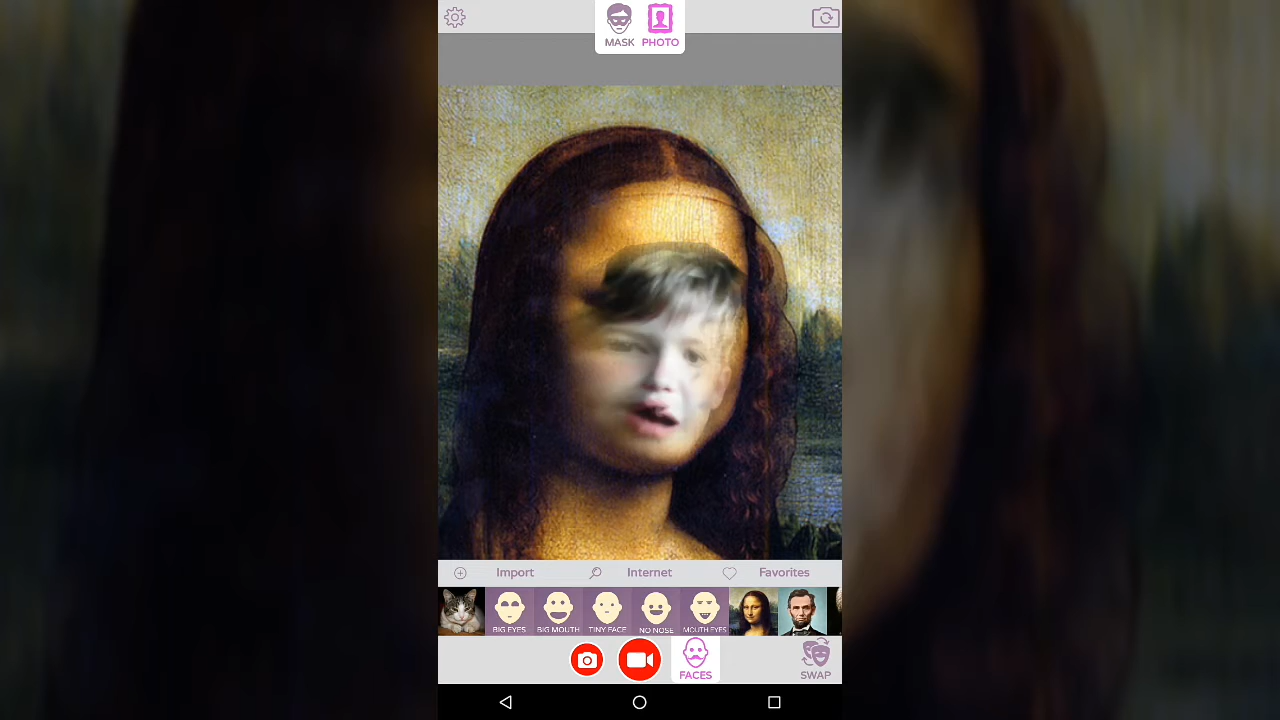 MASK PHOTO
Import Internet Favorites
BIG EYES BIG MOUTH TINY FACE NO NOSE MOUTH EYES
FACES SWAP